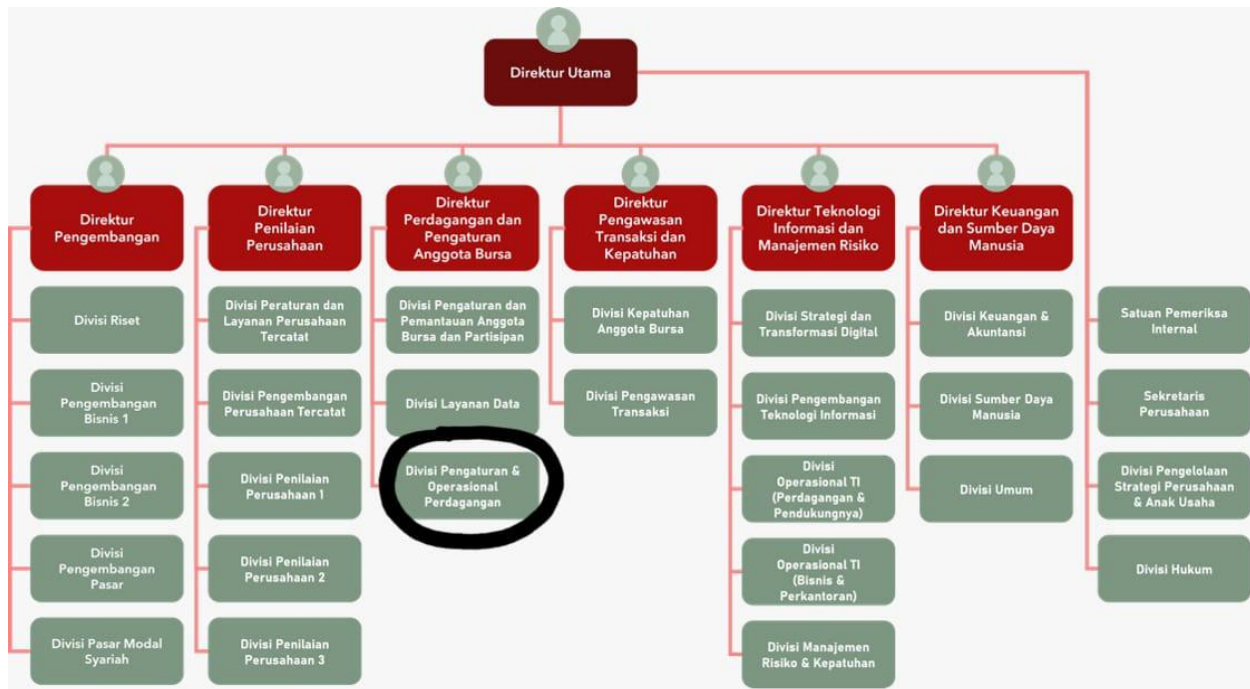 Direktur Utama
Direktur
Pengembangan
Direktur
Penilaian
Perusahaan
Direktur
Perdagangan dan
Pengaturan
Anggota Bursa
Direktur
Pengawasan
Transaksi dan
Kepatuhan
Direktur Teknologi
Informasi dan
Manajemen Risiko
Direktur Keuangan
dan Sumber Daya
Manusia
Divisi Riset
Divisi
Pengembangan
Bisnis 1
Divisi
Pengembangan
Bisnis 2
Divisi
Pengembangan
Pasar
Divisi Pasar Modal
Syariah
Divisi Peraturan dan
Layanan Perusahaan
Tercatat
Divisi Pengembangan
Perusahaan Tercatat
Divisi Penilaian
Perusahaan 1
Divisi Penilaian
Perusahaan 2
Divisi Penilaian
Perusahaan 3
Divisi Pengaturan dan
Pemantauan Anggota
Bursa dan Partisipan
Divisi Layanan Data
Divisi Pengaturan &
Operasional
Perdagangan
Divisi Kepatuhan
Anggota Bursa
Divisi Pengawasan
Transaksi
Divisi Strategi dan
Transformasi Digital
Divisi Pengembangan
Teknologi Informasi
Divisi
Operasional TI
(Perdagangan &
Pendukungnya)
Divisi
Operasional TI
(Bisnis &
Perkantoran)
Divisi Manajemen
Risiko & Kepatuhan
Divisi Keuangan &
Akuntansi
Divisi Sumber Daya
Manusia
Divisi Umum
Satuan Pemeriksa
Internal
Sekretaris
Perusahaan
Divisi Pengelolaan
Strategi Perusahaan
& Anak Usaha
Divisi Hukum